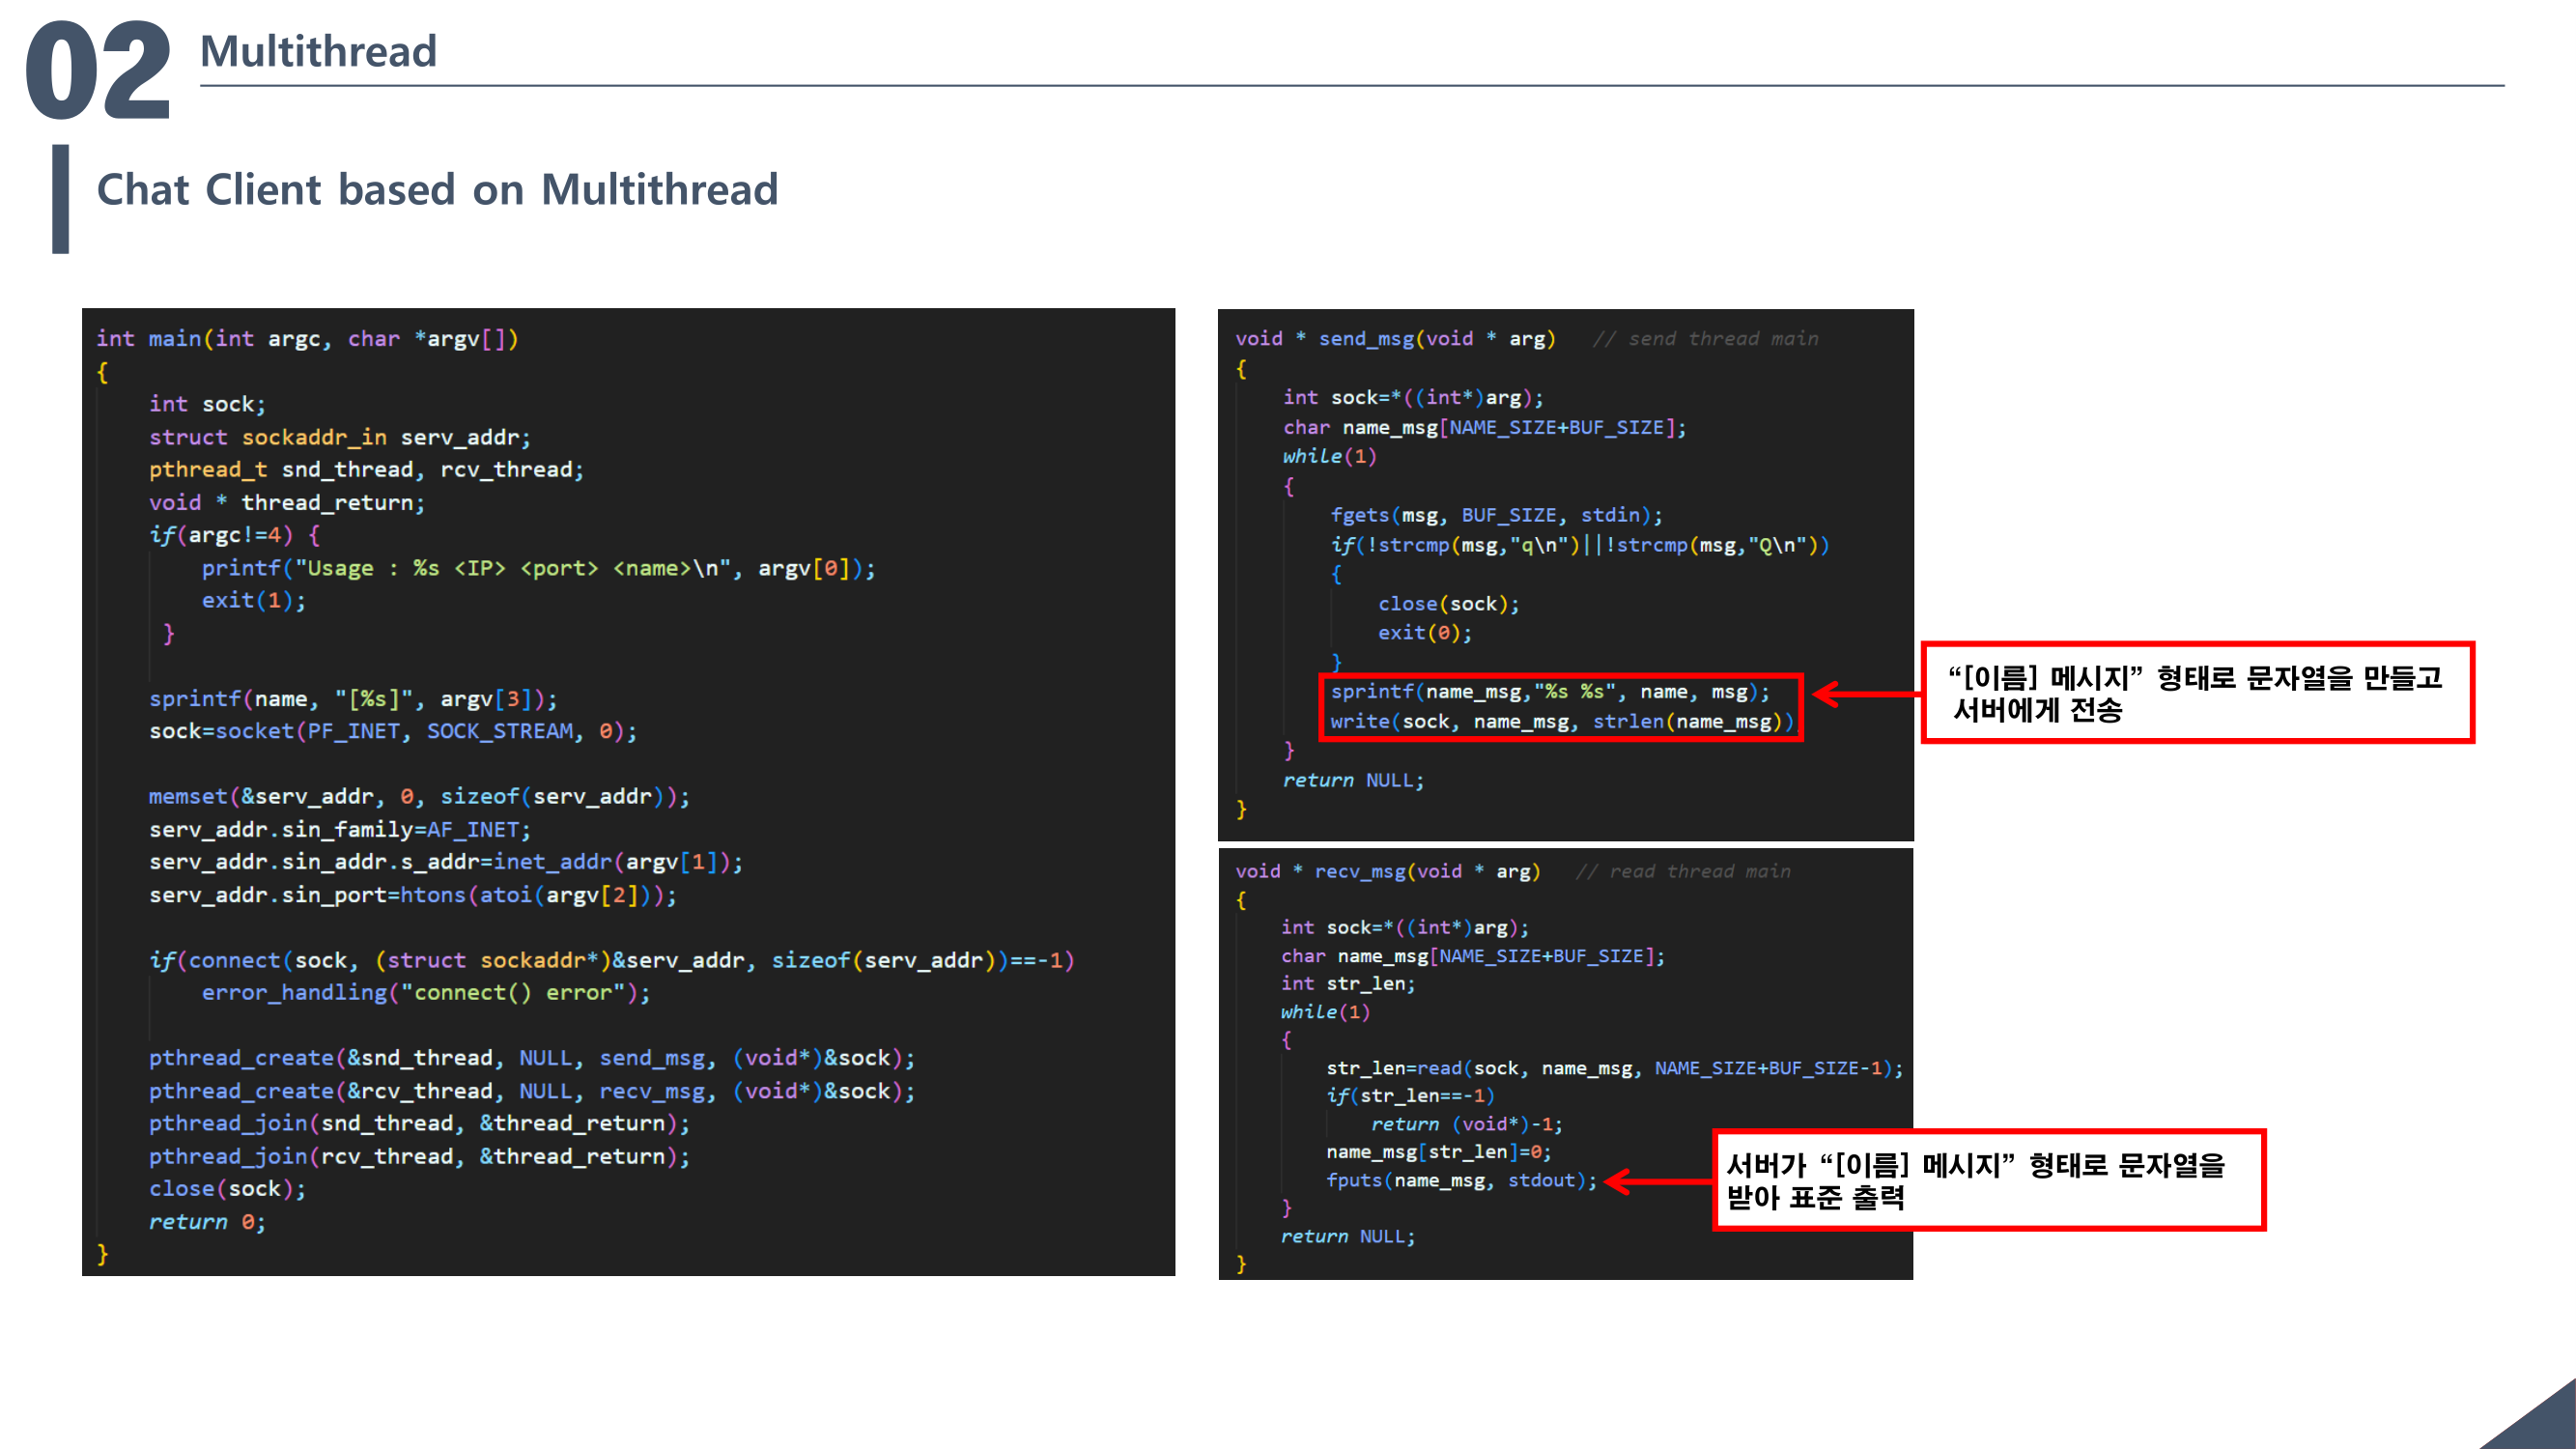 02
Multithread
Chat Client based on Multithread
int main(int argc, char *argv[])
{
    int sock;
    struct sockaddr_in serv_addr;
    pthread_t snd_thread, rcv_thread;
    void * thread_return;
    if(argc!=4) {
        printf("Usage : %s <IP> <port> <name>\n", argv[0]);
        exit(1);
     }
    sprintf(name, "[%s]", argv[3]);
    sock=socket(PF_INET, SOCK_STREAM, 0);
    memset(&serv_addr, 0, sizeof(serv_addr));
    serv_addr.sin_family=AF_INET;
    serv_addr.sin_addr.s_addr=inet_addr(argv[1]);
    serv_addr.sin_port=htons(atoi(argv[2]));
    if(connect(sock, (struct sockaddr*)&serv_addr, sizeof(serv_addr))==-1)
        error_handling("connect() error");
    pthread_create(&snd_thread, NULL, send_msg, (void*)&sock);
    pthread_create(&rcv_thread, NULL, recv_msg, (void*)&sock);
    pthread_join(snd_thread, &thread_return);
    pthread_join(rcv_thread, &thread_return);
    close(sock);
    return 0;
}
void * send_msg(void * arg)   // send thread main
{
    int sock=*((int*)arg);
    char name_msg[NAME_SIZE+BUF_SIZE];
    while(1)
    {
        fgets(msg, BUF_SIZE, stdin);
        if(!strcmp(msg,"q\n")||!strcmp(msg,"Q\n"))
        {
            close(sock);
            exit(0);
        }
        sprintf(name_msg,"%s %s", name, msg);
        write(sock, name_msg, strlen(name_msg))
    }
    return NULL;
}
“[이름] 메시지” 형태로 문자열을 만들고
서버에게 전송
void * recv_msg(void * arg)   // read thread main
{
    int sock=*((int*)arg);
    char name_msg[NAME_SIZE+BUF_SIZE];
    int str_len;
    while(1)
    {
        str_len=read(sock, name_msg, NAME_SIZE+BUF_SIZE-1);
        if(str_len==-1)
            return (void*)-1;
        name_msg[str_len]=0;
        fputs(name_msg, stdout);
    }
    return NULL;
}
서버가 “[이름] 메시지” 형태로 문자열을
받아 표준 출력